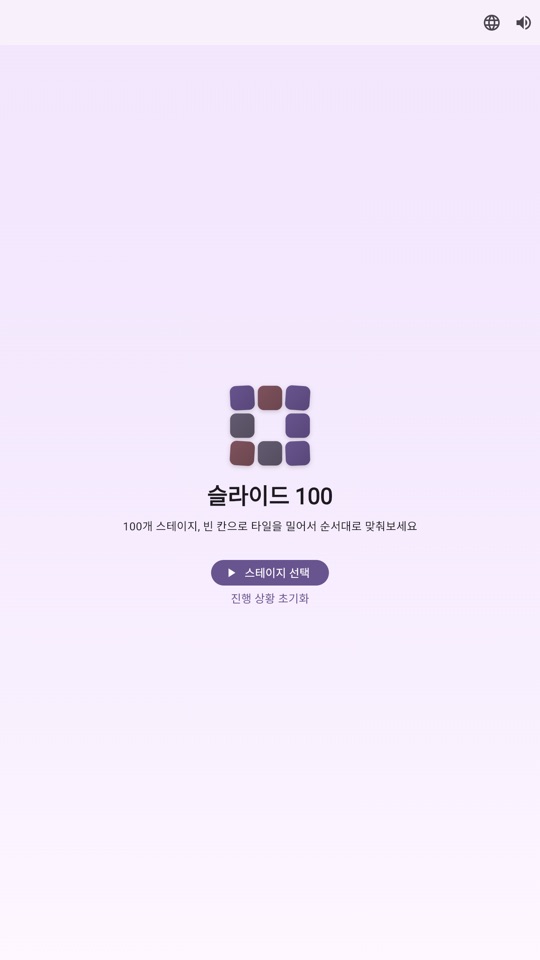 슬라이드 100
100개 스테이지, 빈 칸으로 타일을 밀어서 순서대로 맞춰보세요
스테이지 선택
진행 상황 초기화